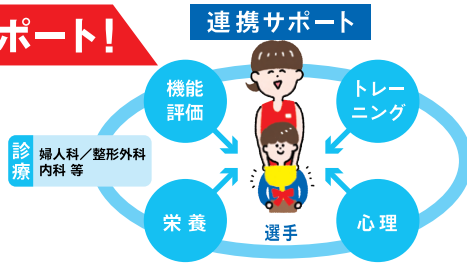 ポート!
連携サポート
機能
評価
トレー
ニング
診療
婦人科／整形外科
内科 等
栄養
選手
心理